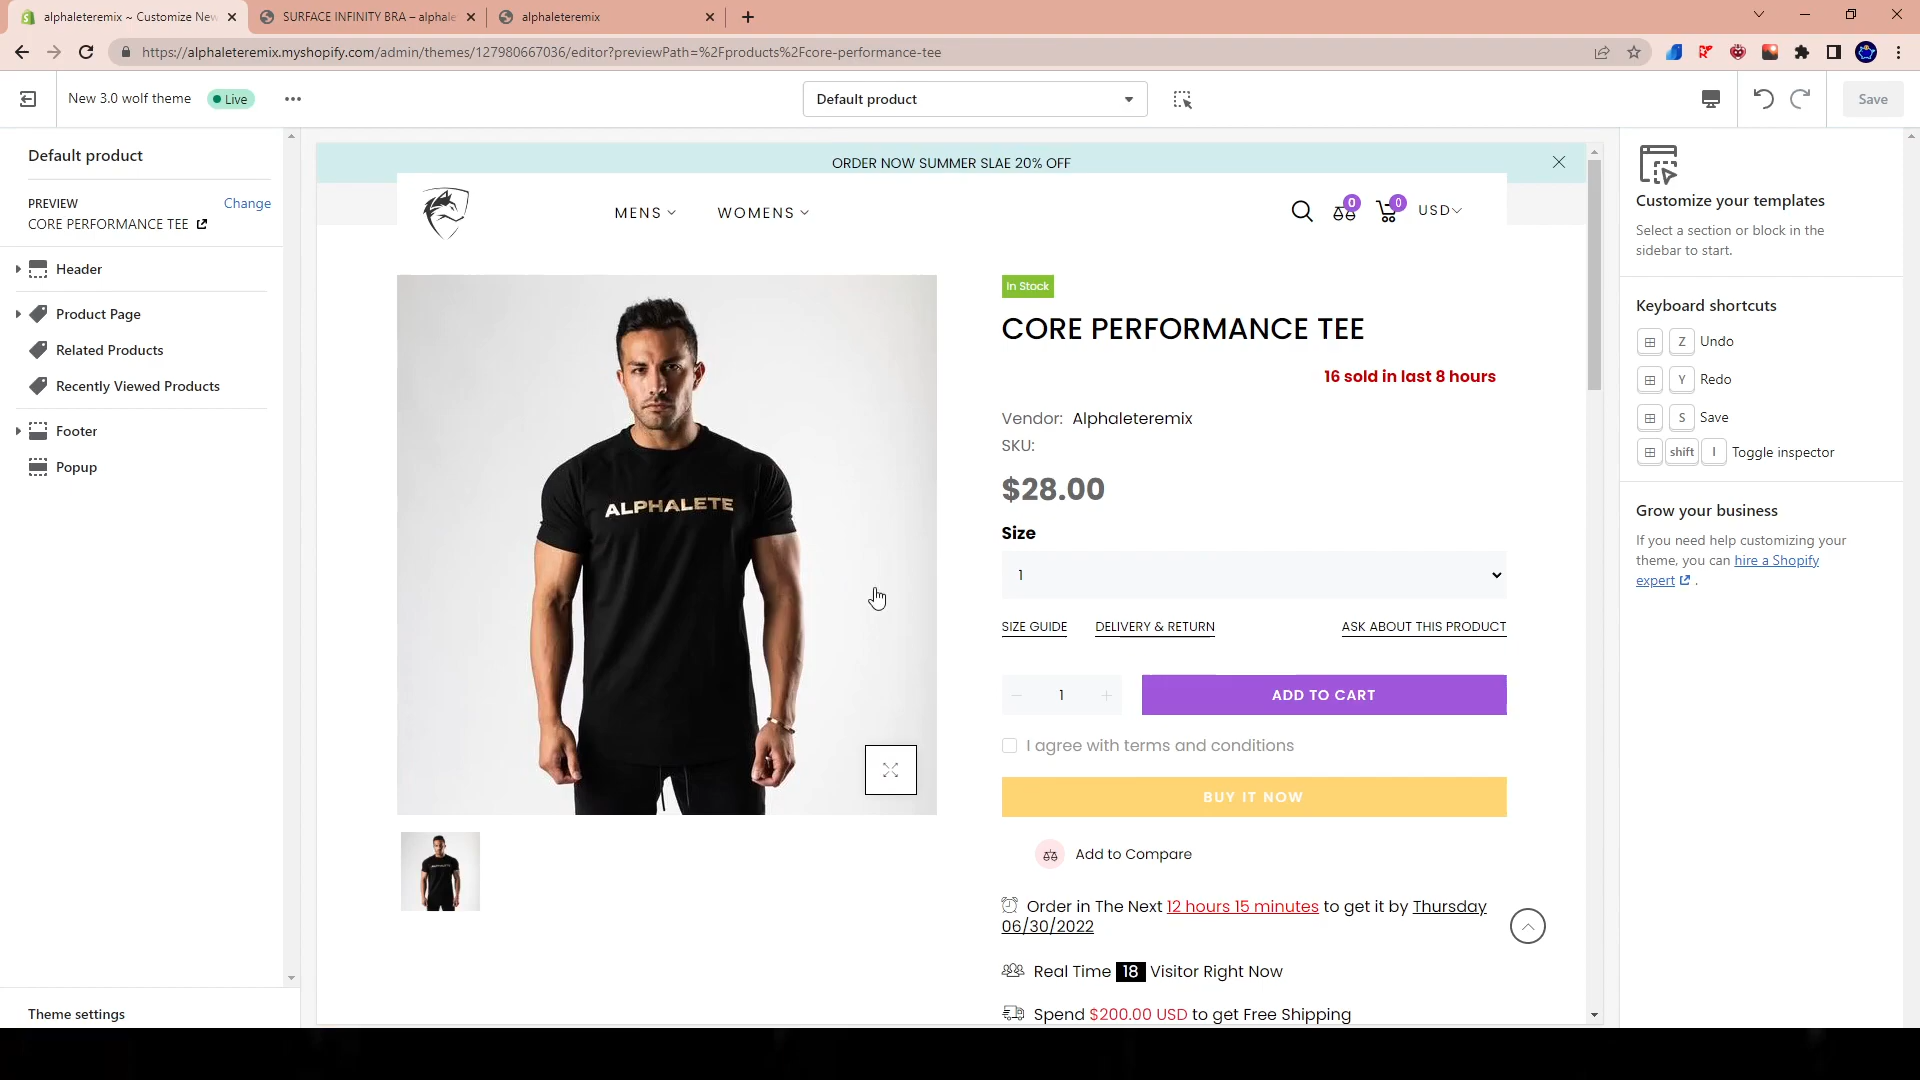 alphaleteremix ~ Customize New
SURFACE INFINITY BRA – alphale
alphaleteremix
https://alphaleteremix.myshopify.com/admin/themes/127980667036/editor?previewPath=%2Fproducts%2Fcore-performance-tee
New 3.0 wolf theme
Live
Default product
Save
Default product
PREVIEW
Change
CORE PERFORMANCE TEE
Header
Product Page
Related Products
Recently Viewed Products
Footer
Popup
Theme settings
ORDER NOW SUMMER SLAE 20% OFF
MENS
WOMENS
0
0
USD
ALPHALETE
In Stock
CORE PERFORMANCE TEE
16 sold in last 8 hours
Vendor: Alphaleteremix
SKU:
$28.00
Size
1
SIZE GUIDE
DELIVERY & RETURN
ASK ABOUT THIS PRODUCT
1
ADD TO CART
I agree with terms and conditions
BUY IT NOW
Add to Compare
Order in The Next 12 hours 15 minutes to get it by Thursday
06/30/2022
Real Time 18 Visitor Right Now
Spend $200.00 USD to get Free Shipping
Customize your templates
Select a section or block in the
sidebar to start.
Keyboard shortcuts
Z Undo
Y Redo
S Save
shift I Toggle inspector
Grow your business
If you need help customizing your
theme, you can hire a Shopify
expert .